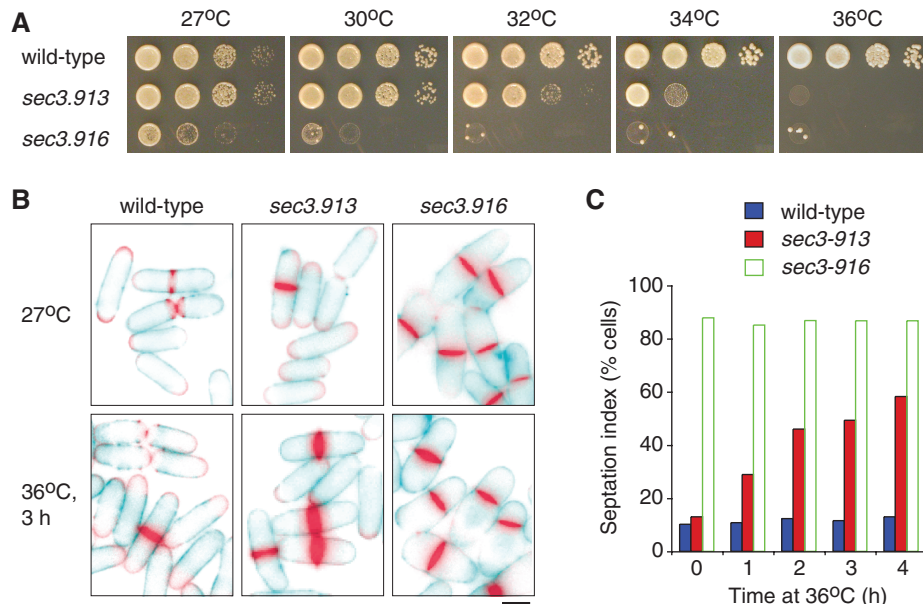 A
27°C 30°C 32°C 34°C 36°C
wild-type
sec3.913
sec3.916
B
wild-type sec3.913 sec3.916
27°C
36°C,
3 h
C
wild-type
sec3-913
sec3-916
Septation index (% cells)
100
80
60
40
20
0
0 1 2 3 4
Time at 36°C (h)